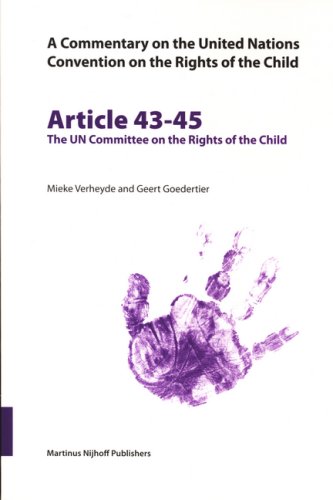 A Commentary on the United Nations
Convention on the Rights of the Child
Article 43-45
The UN Committee on the Rights of the Child
Mieke Verheyde and Geert Goedertier
Martinus Nijhoff Publishers